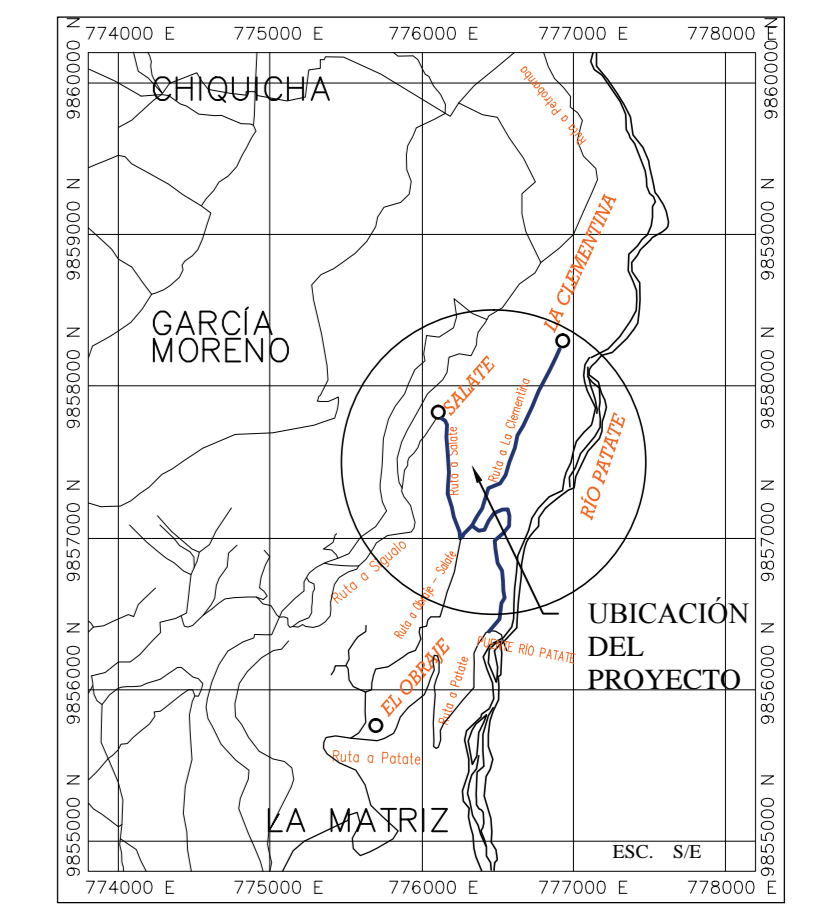 774000 E 775000 E 776000 E 777000 E 778000 E
9860000 N
9860000 N
CHIQUICHA
Ruta a Petrobamba
9859000 N
9859000 N
LA CLEMENTINA
GARCÍA
MORENO
9858000 N
9858000 N
SALATE
Ruta a Salate
Ruta a La Clementina
RÍO PATATE
9857000 N
9857000 N
Ruta a Sigualo
Ruta a Obraje - Salate
UBICACIÓN
DEL
PROYECTO
PUENTE RÍO PATATE
9856000 N
9856000 N
EL OBRAJE
Ruta a Patate
Ruta a Patate
LA MATRIZ
9855000 N
9855000 N
ESC. S/E
774000 E 775000 E 776000 E 777000 E 778000 E